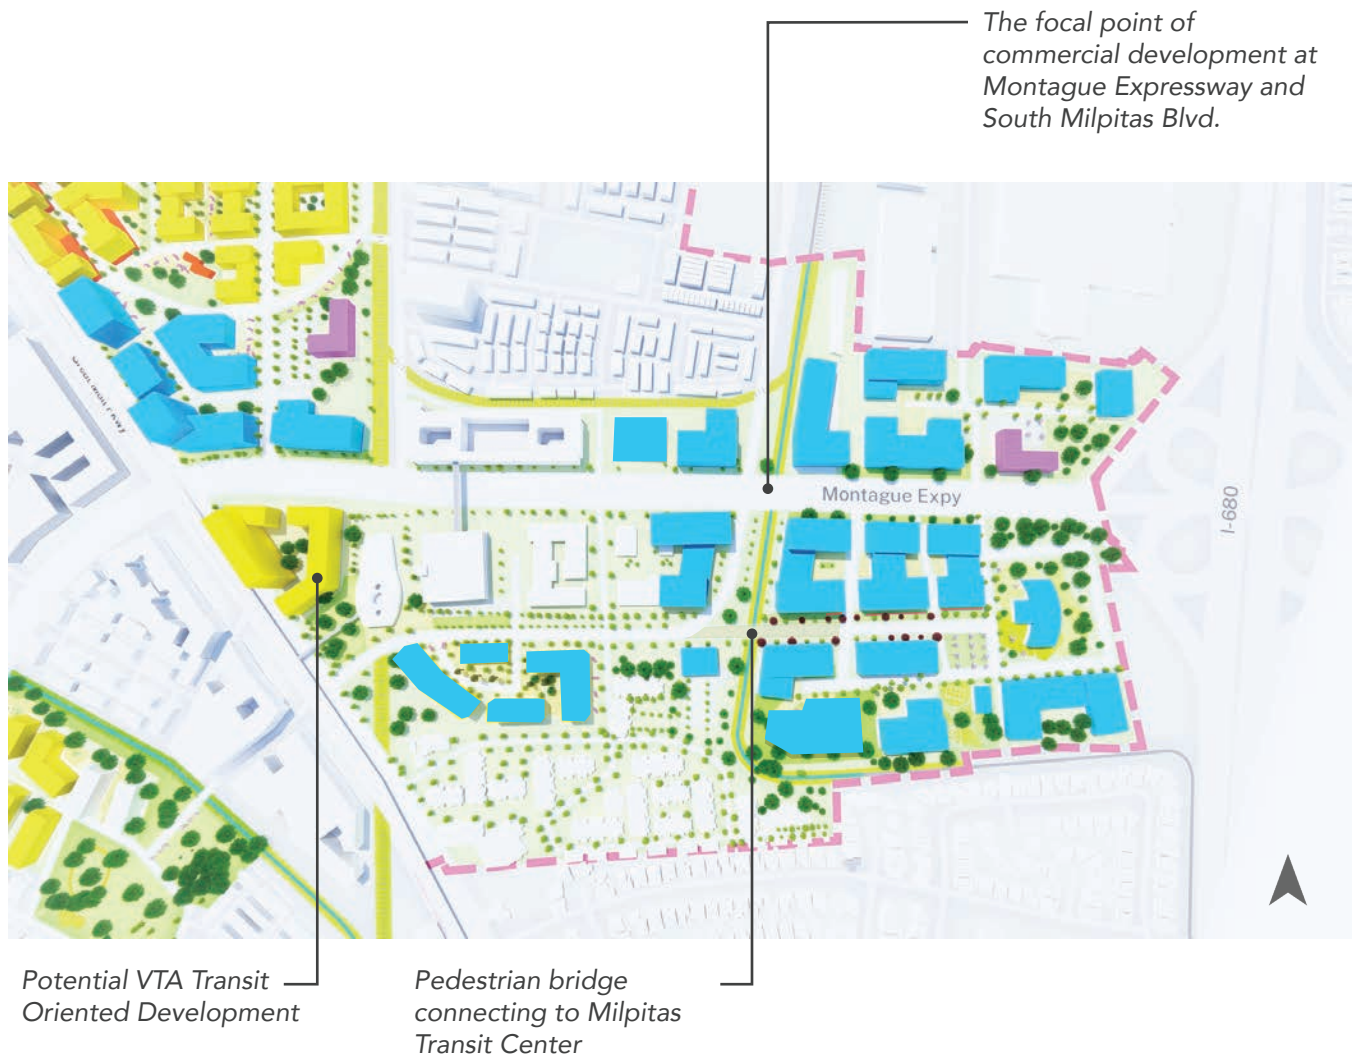 The focal point of
commercial development at
Montague Expressway and
South Milpitas Blvd.
Montague Expy
I-680
Potential VTA Transit
Oriented Development
Pedestrian bridge
connecting to Milpitas
Transit Center